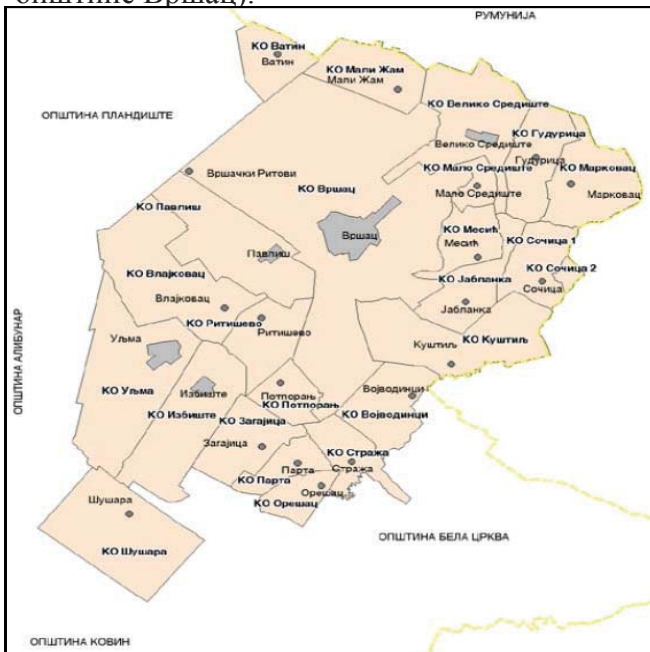 општине Вршац).
РУМУНИЈА
КО Ватин
Ватин
КО Мали Жам
Мали Жам
КО Велико Средиште
ОПШТИНА ПЛАНДИШТЕ
КО Гудурица
Велико Средиште
Гудурица
КО Мало Средиште
КО Марковац
Вршачки Ритови
КО Вршац
Мало Средиште
Марковац
КО Павлиш
КО Месић
Вршац
КО Сочица 1
Месић
Павлиш
КО Влајковац
КО Сочица 2
КО Јабланка
Сочица
Влајковац
Јабланка
КО Ритишево
Ритишево
Уљма
КО Куштиљ
Куштиљ
ОПШТИНА АЛИБУНАР
КО Уљма
Избиште
Потпорањ
Војводинци
КО Потпорањ
КО Избиште
КО Војводинци
КО Загајица
Загајица
КО Стража
Парта
Стража
КО Парта
Орешац
Шушара
КО Орешац
ОПШТИНА БЕЛА ЦРКВА
КО Шушара
ОПШТИНА КОВИН